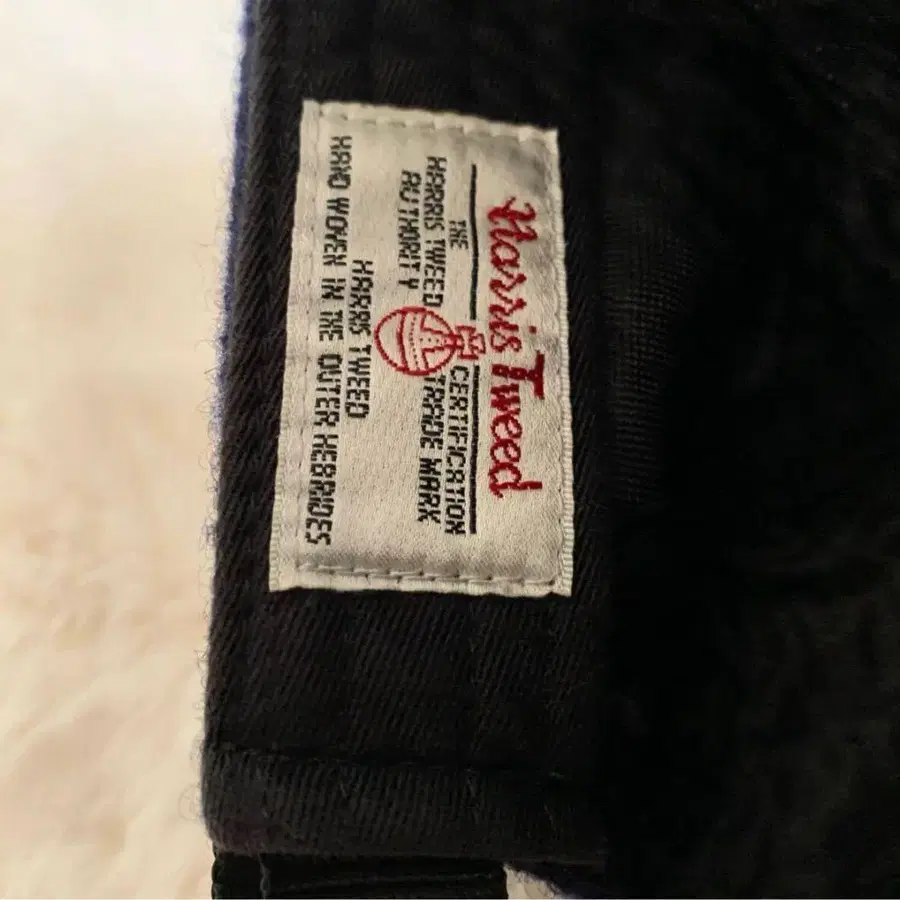 Harris Tweed
THE HARRIS TWEED AUTHORITY
CERTIFICATION TRADE MARK
HARRIS TWEED
HAND WOVEN IN THE OUTER HEBRIDES